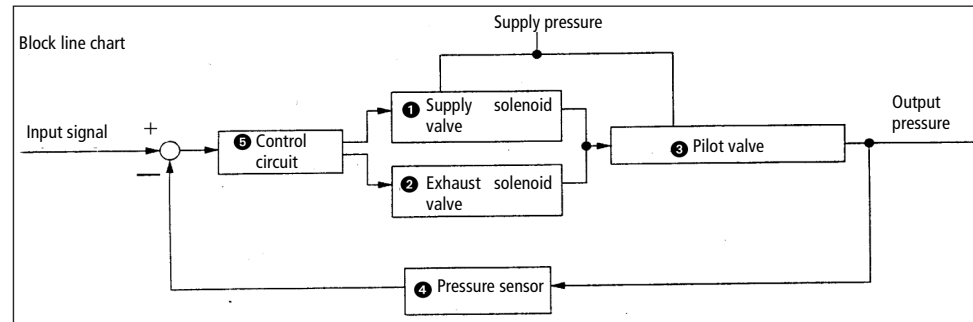 Supply pressure
Block line chart
❶ Supply solenoid
valve
Output
pressure
Input signal
+
❺ Control
circuit
❸ Pilot valve
—
❷ Exhaust solenoid
valve
❹ Pressure sensor